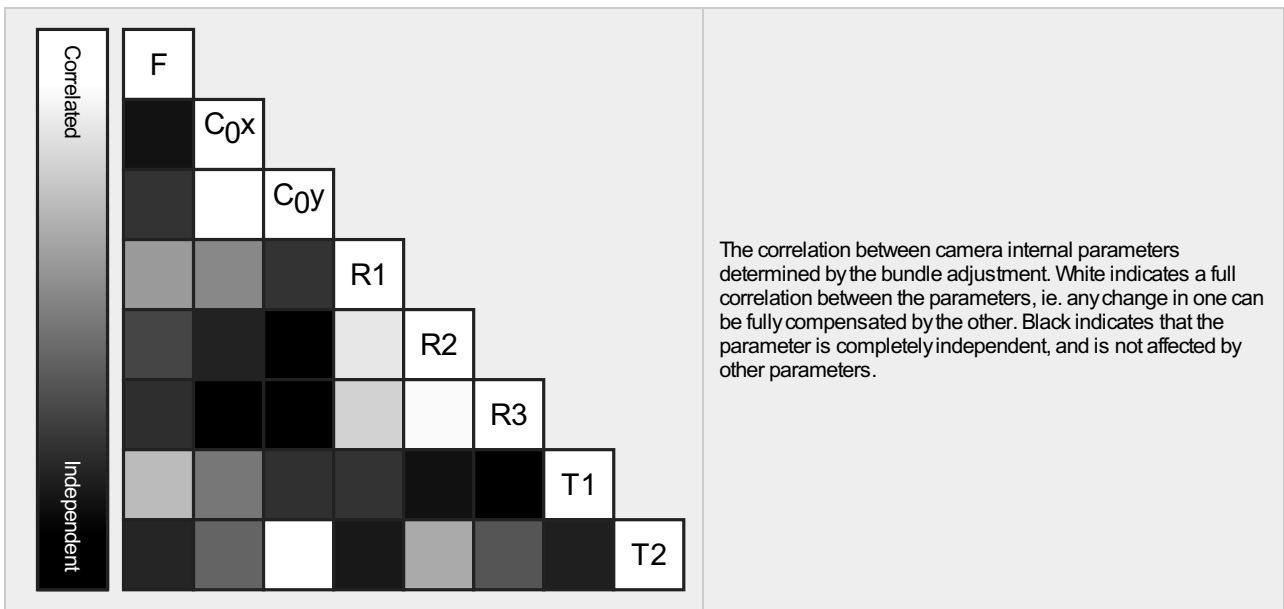 Correlated
Independent
F
C0x
C0y
R1
R2
R3
T1
T2
The correlation between camera internal parameters
determined by the bundle adjustment. White indicates a full
correlation between the parameters, ie. any change in one can
be fully compensated by the other. Black indicates that the
parameter is completely independent, and is not affected by
other parameters.